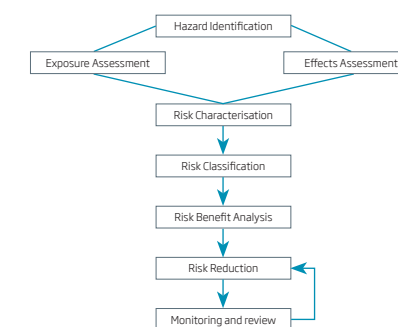 Hazard Identification
Exposure Assessment
Effects Assessment
Risk Characterisation
Risk Classification
Risk Benefit Analysis
Risk Reduction
Monitoring and review